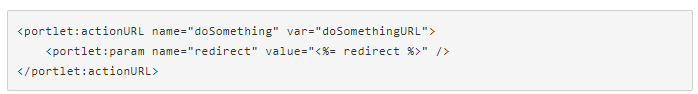 <portlet:actionURL name="doSomething" var="doSomethingURL">
    <portlet:param name="redirect" value="<%= redirect %>" />
</portlet:actionURL>